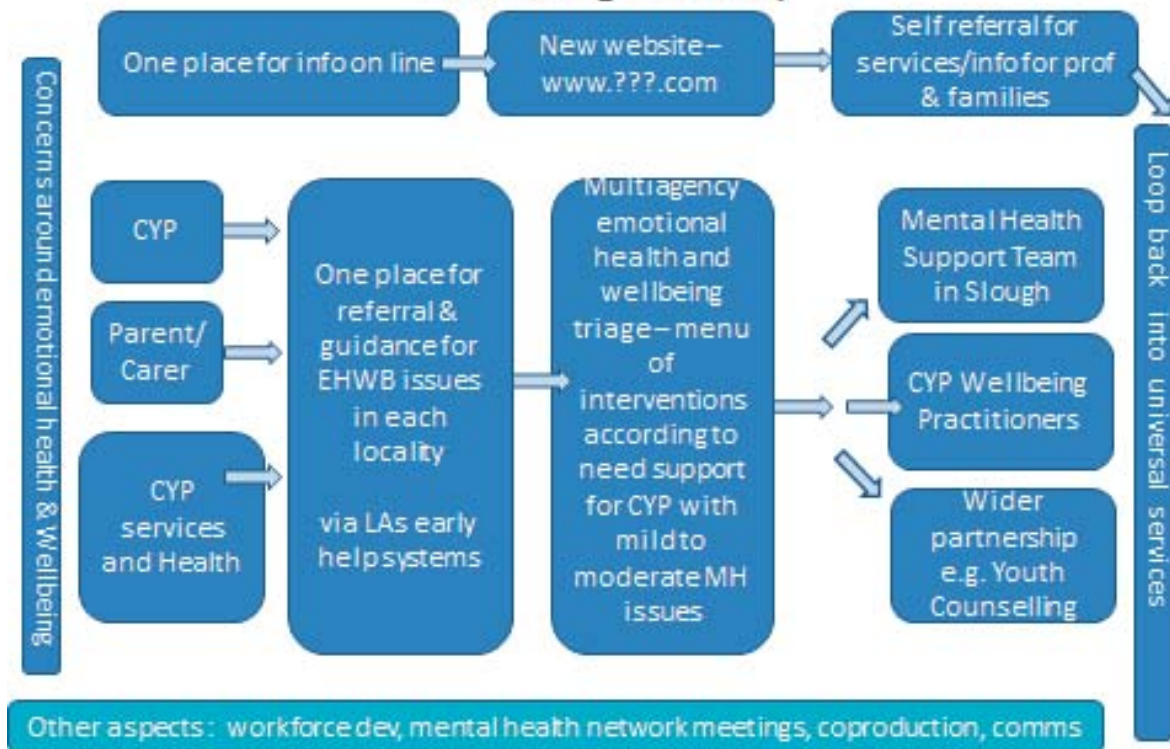 Concerns around emotional health & Wellbeing
One place for info on line
New website –
www.???.com
Self referral for
services/info for prof
& families
CYP
Parent/
Carer
CYP
services
and Health
One place for
referral &
guidance for
EHWB issues
in each
locality
via LAs early
help systems
Multiagency
emotional
health and
wellbeing
triage – menu
of
interventions
according to
need support
for CYP with
mild to
moderate MH
issues
Mental Health
Support Team
in Slough
CYP Wellbeing
Practitioners
Wider
partnership
e.g. Youth
Counselling
Loop back into universal services
Other aspects: workforce dev, mental health network meetings, coproduction, comms